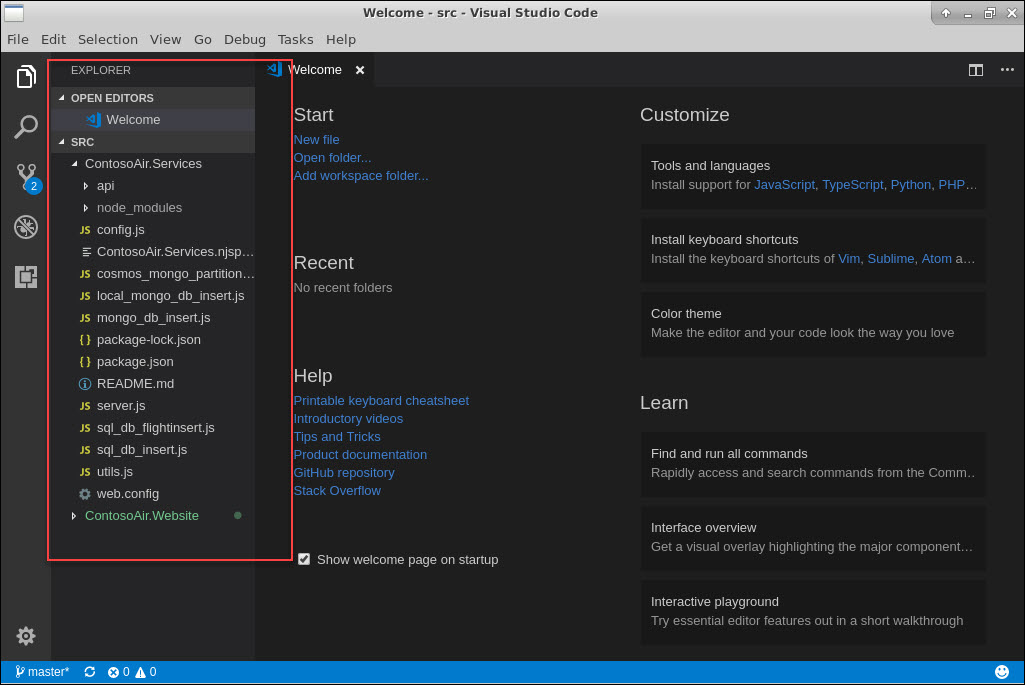 Welcome - src - Visual Studio Code
File Edit Selection View Go Debug Tasks Help
EXPLORER
OPEN EDITORS
Welcome
SRC
ContosoAir.Services
api
node_modules
JS config.js
ContosoAir.Services.njsp...
JS cosmos_mongo_partition...
JS local_mongo_db_insert.js
JS mongo_db_insert.js
{ } package-lock.json
{ } package.json
README.md
JS server.js
JS sql_db_flightinsert.js
JS sql_db_insert.js
JS utils.js
web.config
ContosoAir.Website
2
Welcome
Start
New file
Open folder...
Add workspace folder...
Recent
No recent folders
Help
Printable keyboard cheatsheet
Introductory videos
Tips and Tricks
Product documentation
GitHub repository
Stack Overflow
Show welcome page on startup
Customize
Tools and languages
Install support for JavaScript, TypeScript, Python, PHP...
Install keyboard shortcuts
Install the keyboard shortcuts of Vim, Sublime, Atom a...
Color theme
Make the editor and your code look the way you love
Learn
Find and run all commands
Rapidly access and search commands from the Comm..
Interface overview
Get a visual overlay highlighting the major component...
Interactive playground
Try essential editor features out in a short walkthrough
master* 0 0